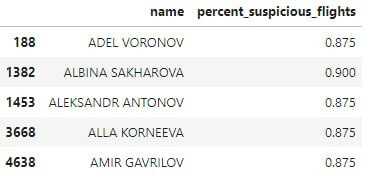 name percent_suspicious_flights
188 ADEL VORONOV 0.875
1382 ALBINA SAKHAROVA 0.900
1453 ALEKSANDR ANTONOV 0.875
3668 ALLA KORNEEVA 0.875
4638 AMIR GAVRILOV 0.875